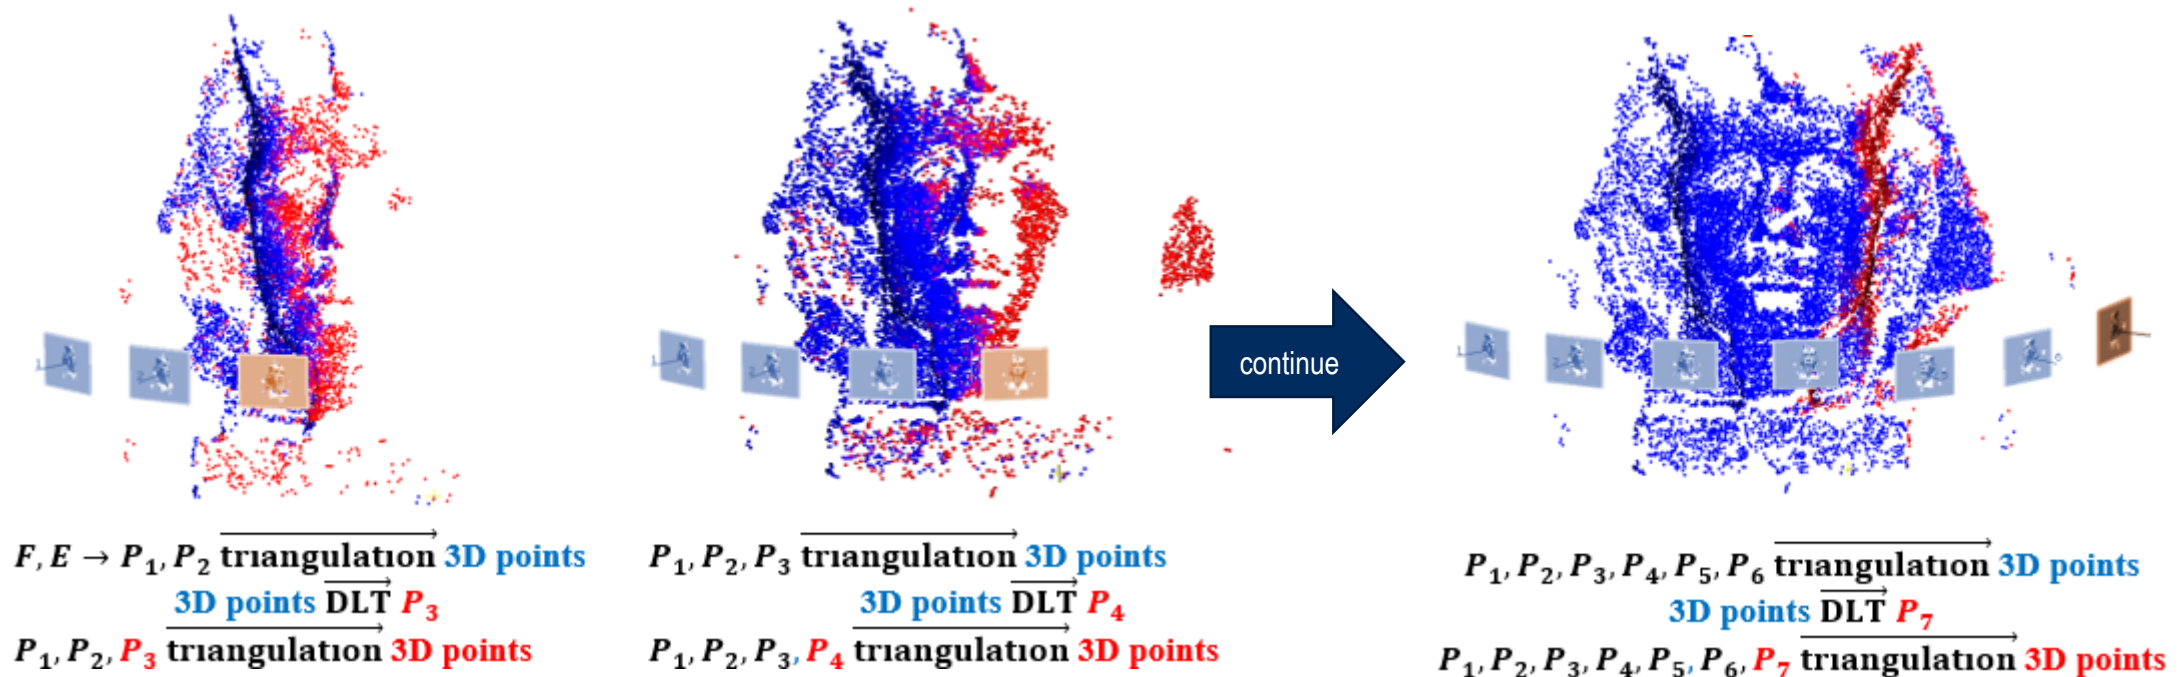 continue
F, E → P₁, P₂ triangulation 3D points
3D points DLT P₃
P₁, P₂, P₃ triangulation 3D points
P₁, P₂, P₃ triangulation 3D points
3D points DLT P₄
P₁, P₂, P₃, P₄ triangulation 3D points
P₁, P₂, P₃, P₄, P₅, P₆ triangulation 3D points
3D points DLT P₇
P₁, P₂, P₃, P₄, P₅, P₆, P₇ triangulation 3D points